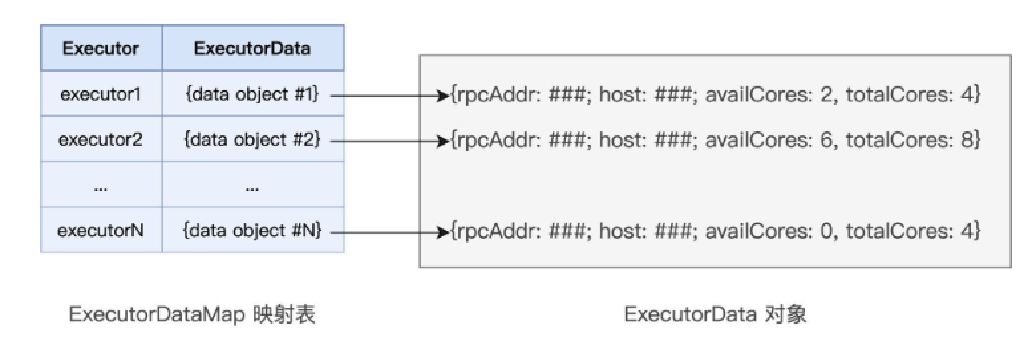 Executor ExecutorData
executor1 {data object #1} {rpcAddr: ###; host: ###; availCores: 2, totalCores: 4}
executor2 {data object #2} {rpcAddr: ###; host: ###; availCores: 6, totalCores: 8}
... ...
executorN {data object #N} {rpcAddr: ###; host: ###; availCores: 0, totalCores: 4}
ExecutorDataMap 映射表 ExecutorData 对象